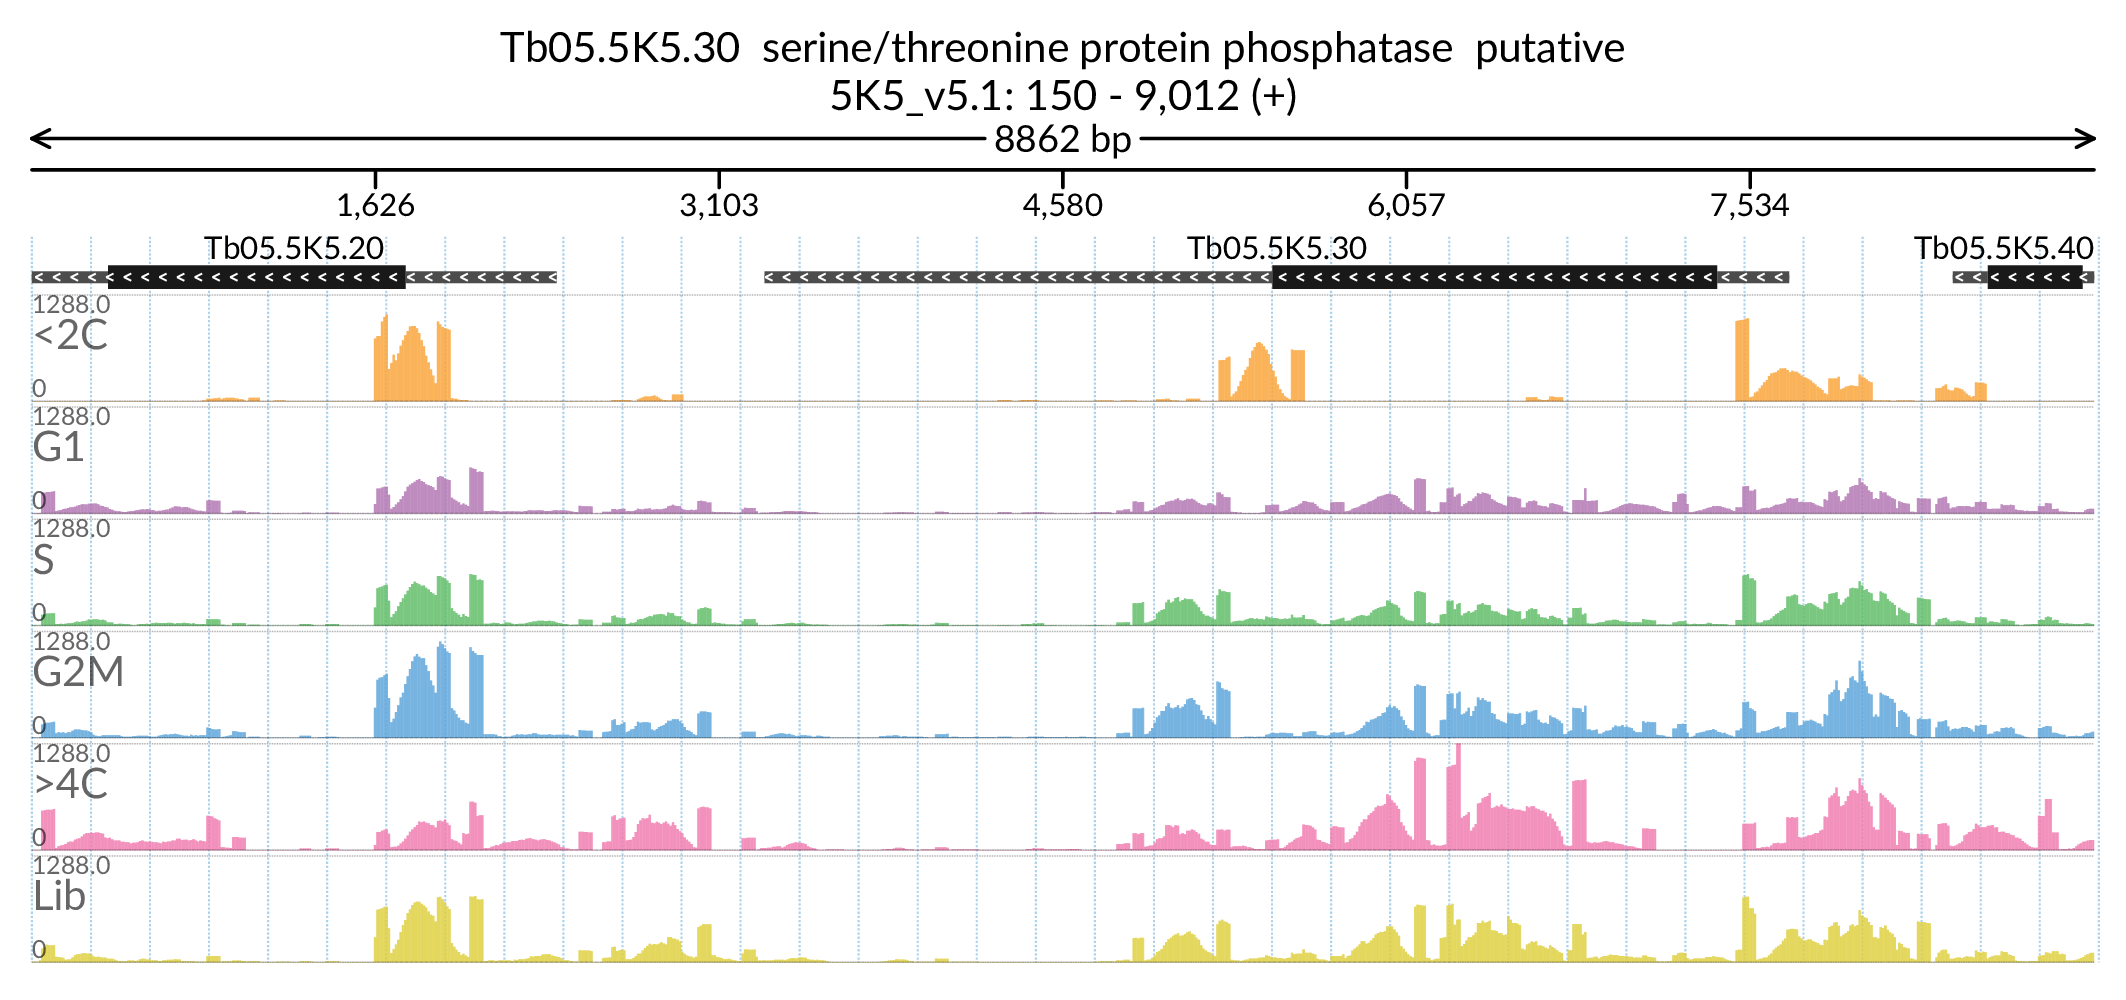 Tb05.5K5.30 serine/threonine protein phosphatase putative
5K5_v5.1: 150 - 9,012 (+)
8862 bp
1,626 3,103 4,580 6,057 7,534
Tb05.5K5.20 Tb05.5K5.30 Tb05.5K5.40
1288.0
<2C
0
1288.0
G1
0
1288.0
S
0
1288.0
G2M
0
1288.0
>4C
0
1288.0
Lib
0